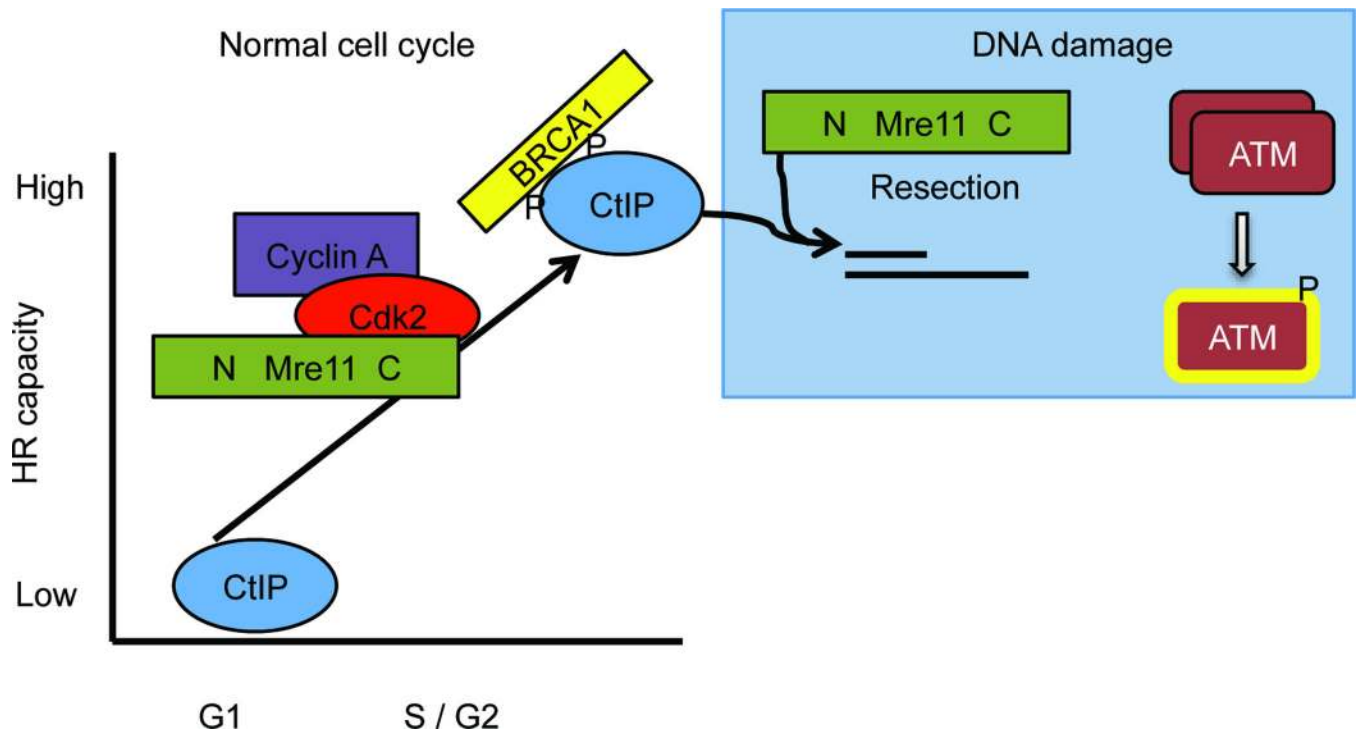 Normal cell cycle
DNA damage
BRCA1
P
P
CtIP
N Mre11 C
Resection
ATM
P
ATM
High
HR capacity
Low
Cyclin A
Cdk2
N Mre11 C
CtIP
G1
S / G2